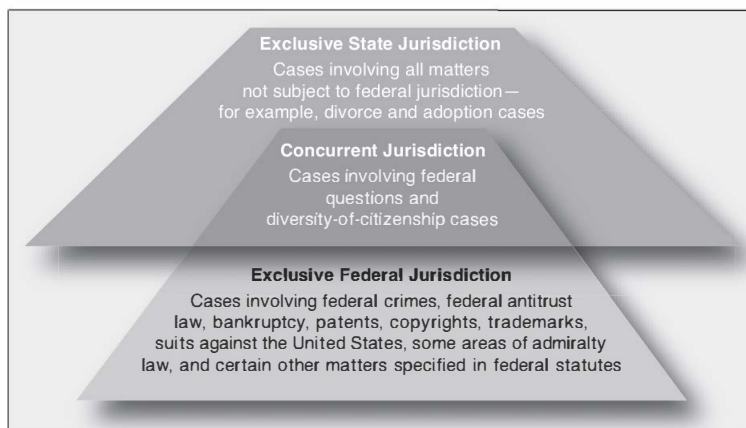 Exclusive State Jurisdiction
Cases involving all matters
not subject to federal jurisdiction—
for example, divorce and adoption cases
Concurrent Jurisdiction
Cases involving federal
questions and
diversity-of-citizenship cases
Exclusive Federal Jurisdiction
Cases involving federal crimes, federal antitrust
law, bankruptcy, patents, copyrights, trademarks,
suits against the United States, some areas of admiralty
law, and certain other matters specified in federal statutes